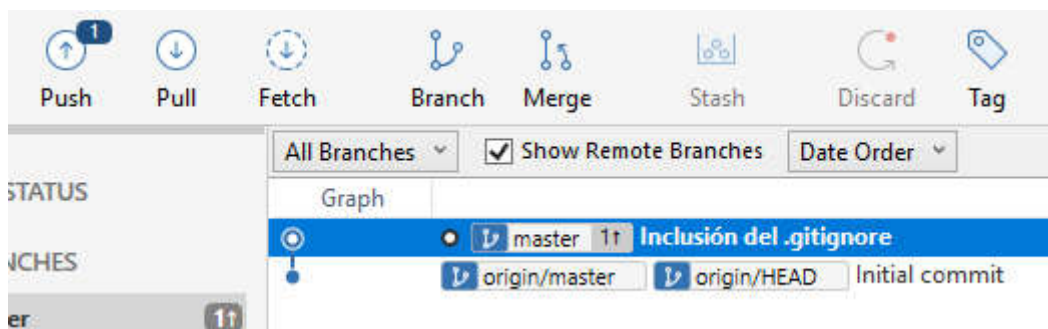 1
Push Pull Fetch Branch Merge Stash Discard Tag
All Branches Show Remote Branches Date Order
STATUS
Graph
master 1↑ Inclusión del .gitignore
NCHES
origin/master origin/HEAD Initial commit
er 1↑